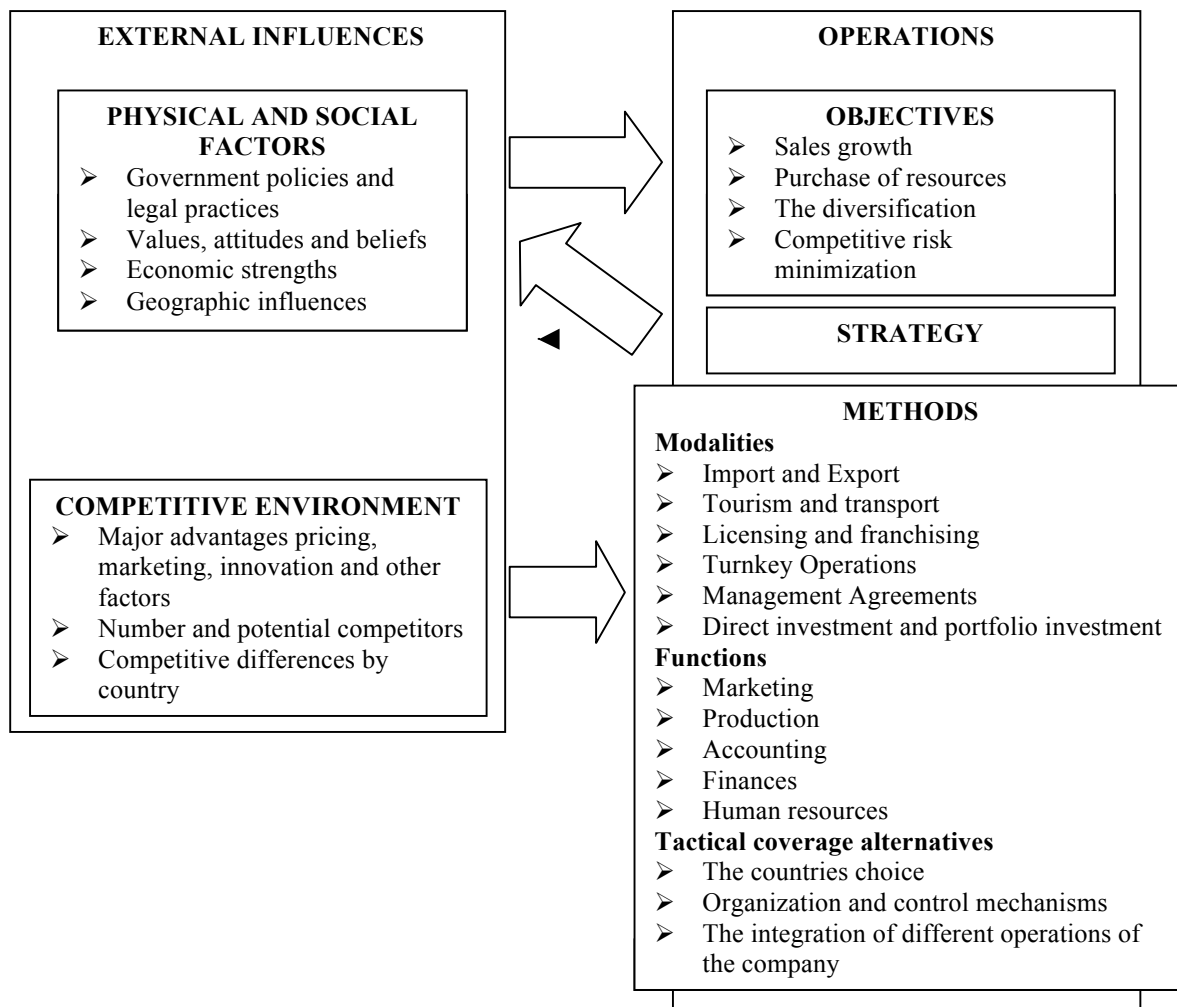 EXTERNAL INFLUENCES
PHYSICAL AND SOCIAL
FACTORS
➢ Government policies and
legal practices
➢ Values, attitudes and beliefs
➢ Economic strengths
➢ Geographic influences
COMPETITIVE ENVIRONMENT
➢ Major advantages pricing,
marketing, innovation and other
factors
➢ Number and potential competitors
➢ Competitive differences by
country
OPERATIONS
OBJECTIVES
➢ Sales growth
➢ Purchase of resources
➢ The diversification
➢ Competitive risk
minimization
STRATEGY
METHODS
Modalities
➢ Import and Export
➢ Tourism and transport
➢ Licensing and franchising
➢ Turnkey Operations
➢ Management Agreements
➢ Direct investment and portfolio investment
Functions
➢ Marketing
➢ Production
➢ Accounting
➢ Finances
➢ Human resources
Tactical coverage alternatives
➢ The countries choice
➢ Organization and control mechanisms
➢ The integration of different operations of
the company